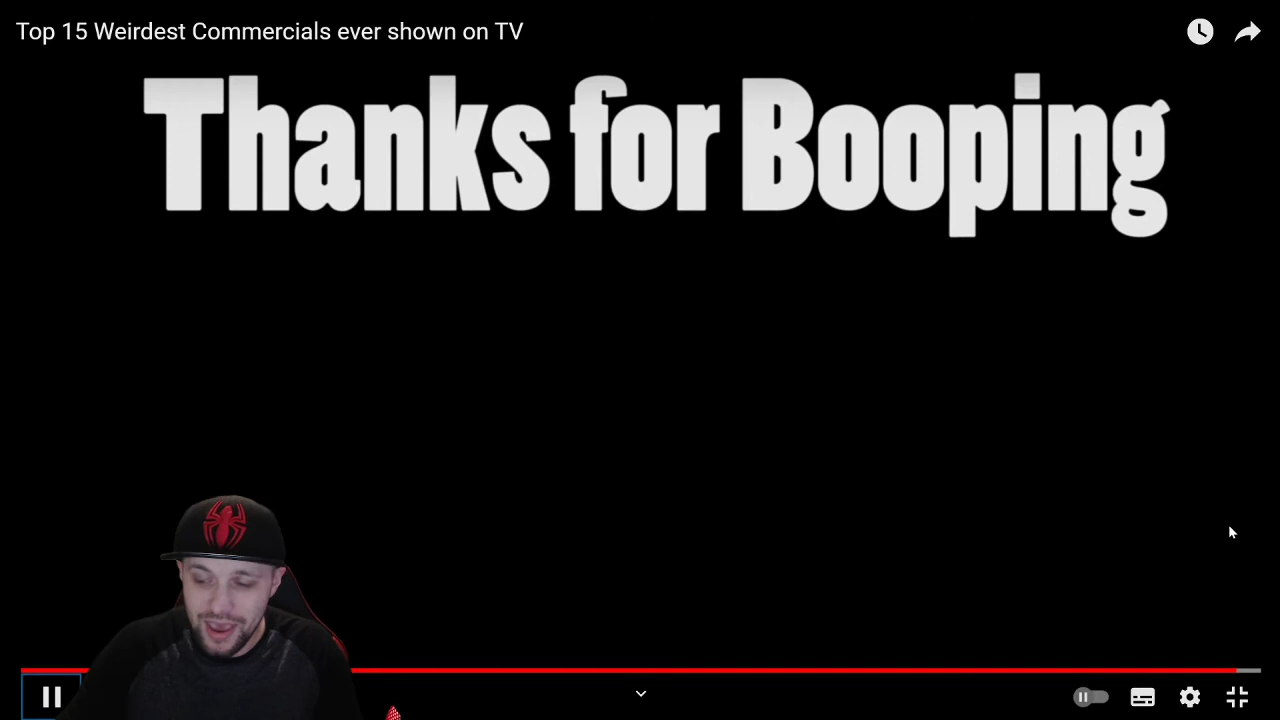 Top 15 Weirdest Commercials ever shown on TV
Thanks for Booping